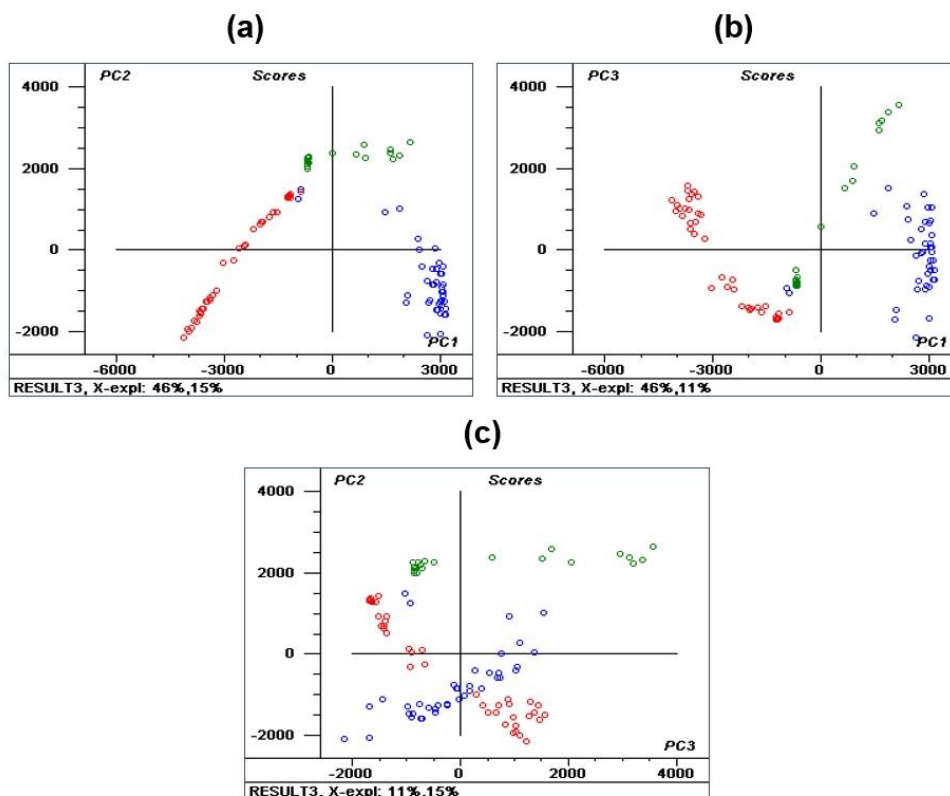 (a)
PC2 Scores
4000
2000
0
-2000
PC1
-6000 -3000 0 3000
RESULT3, X-expl: 46%,15%
(b)
PC3 Scores
4000
2000
0
-2000
PC1
-6000 -3000 0 3000
RESULT3, X-expl: 46%,11%
(c)
PC2 Scores
4000
2000
0
-2000
PC3
-2000 0 2000 4000
RESULT3, X-expl: 11%,15%